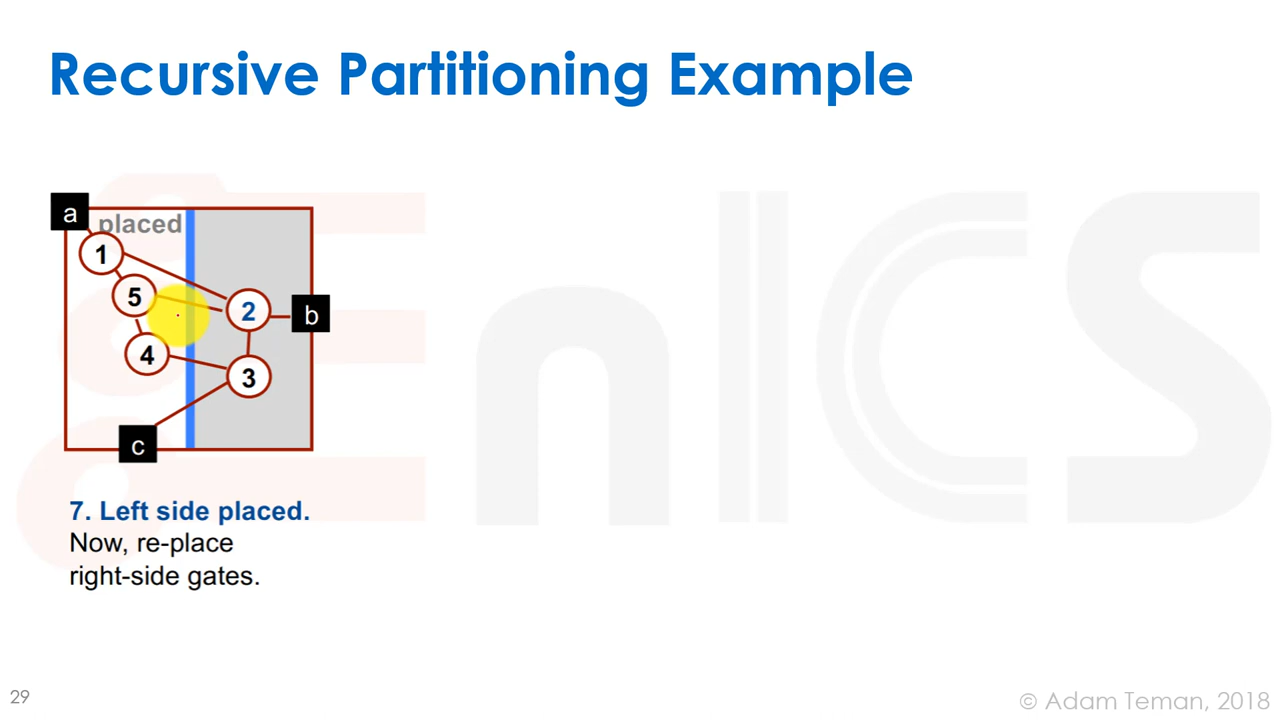 Recursive Partitioning Example
a
placed
1
5
2
b
4
3
c
7. Left side placed.
Now, re-place
right-side gates.
EnICS
29
© Adam Teman, 2018